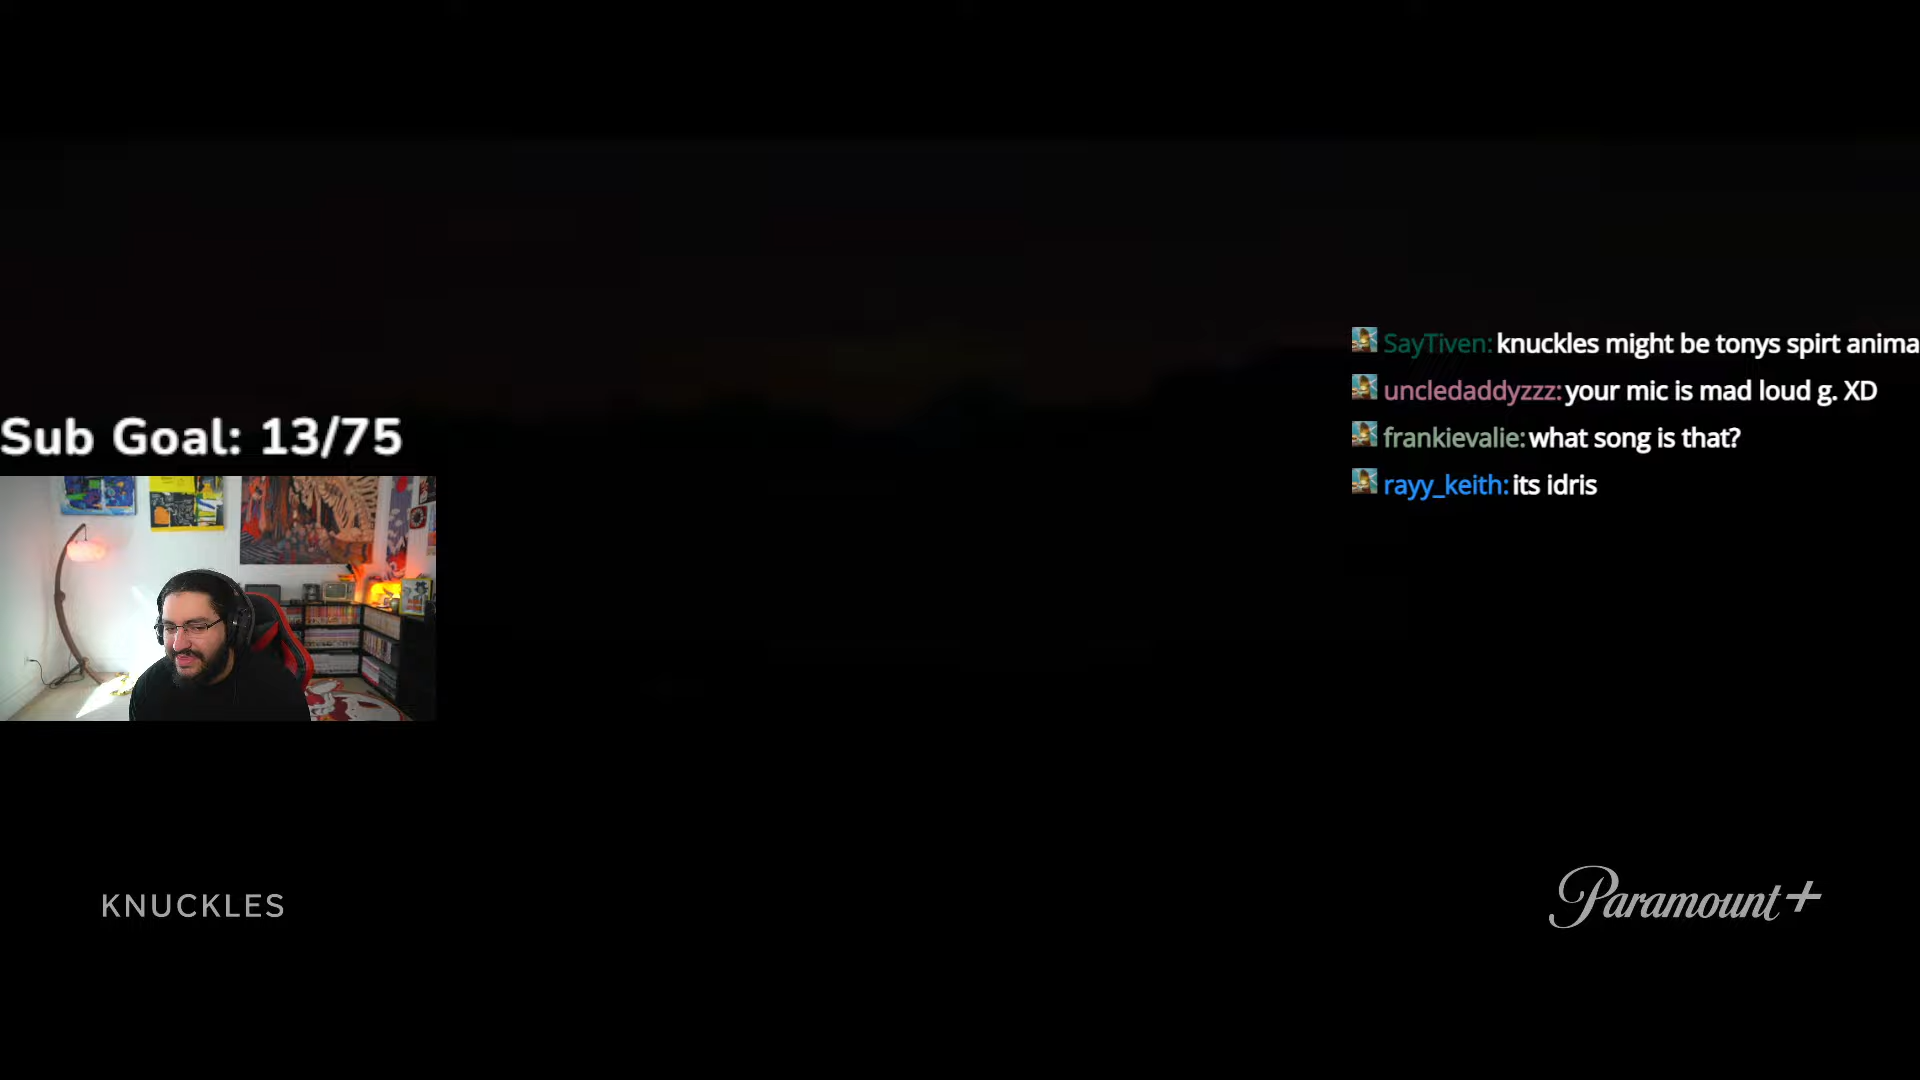 SayTiven: knuckles might be tonys spirt anima
uncledaddyzzz: your mic is mad loud g. XD
frankievalie: what song is that?
rayy_keith: its idris
Sub Goal: 13/75
KNUCKLES
Paramount+